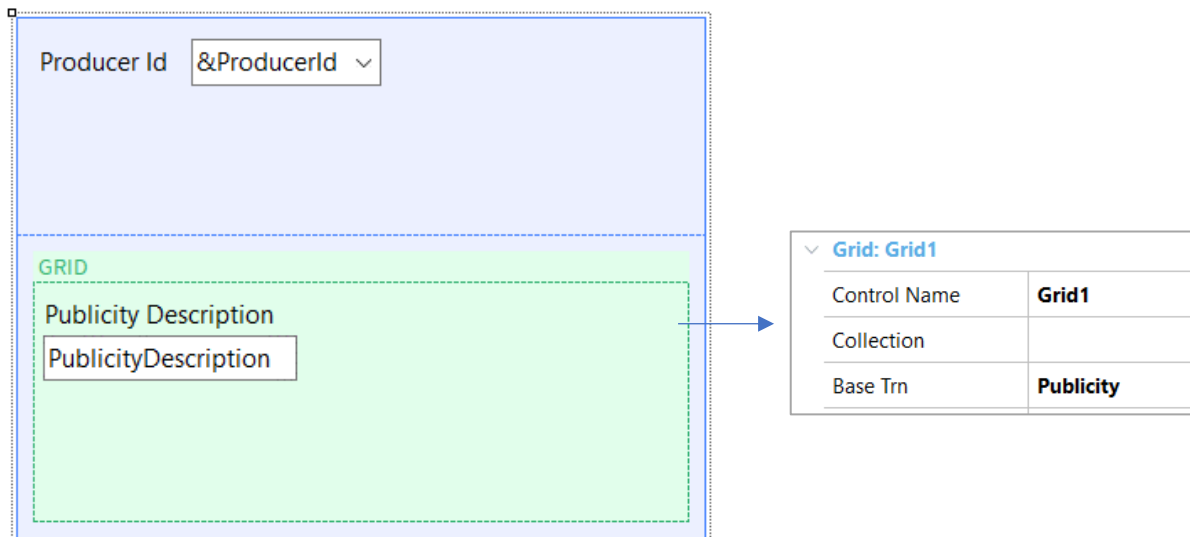 Producer Id &ProducerId
GRID
Publicity Description
PublicityDescription
Grid: Grid1
Control Name Grid1
Collection
Base Trn Publicity